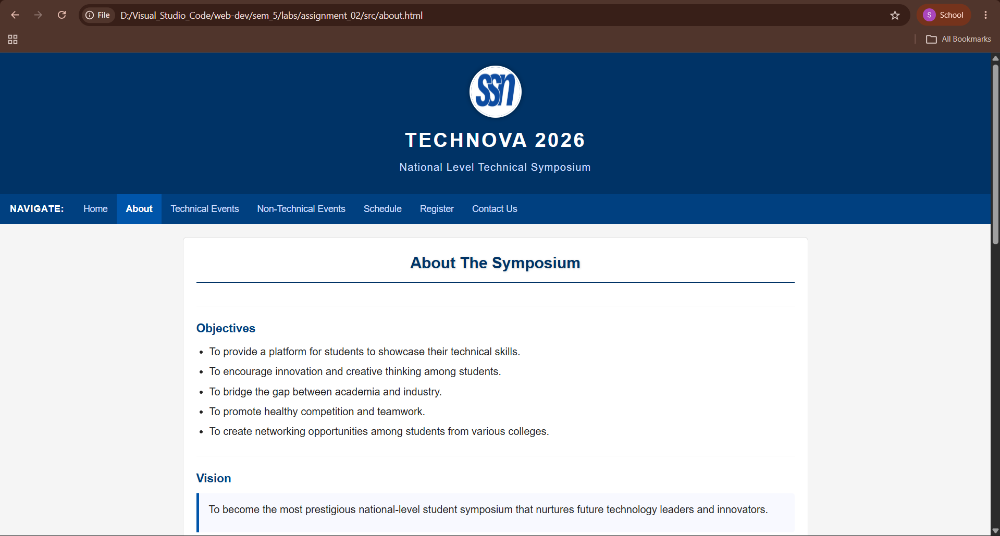 File D:/Visual_Studio_Code/web-dev/sem_5/labs/assignment_02/src/about.html S School
All Bookmarks
ssn
TECHNOVA 2026
National Level Technical Symposium
NAVIGATE: Home About Technical Events Non-Technical Events Schedule Register Contact Us
About The Symposium
Objectives
• To provide a platform for students to showcase their technical skills.
• To encourage innovation and creative thinking among students.
• To bridge the gap between academia and industry.
• To promote healthy competition and teamwork.
• To create networking opportunities among students from various colleges.
Vision
To become the most prestigious national-level student symposium that nurtures future technology leaders and innovators.